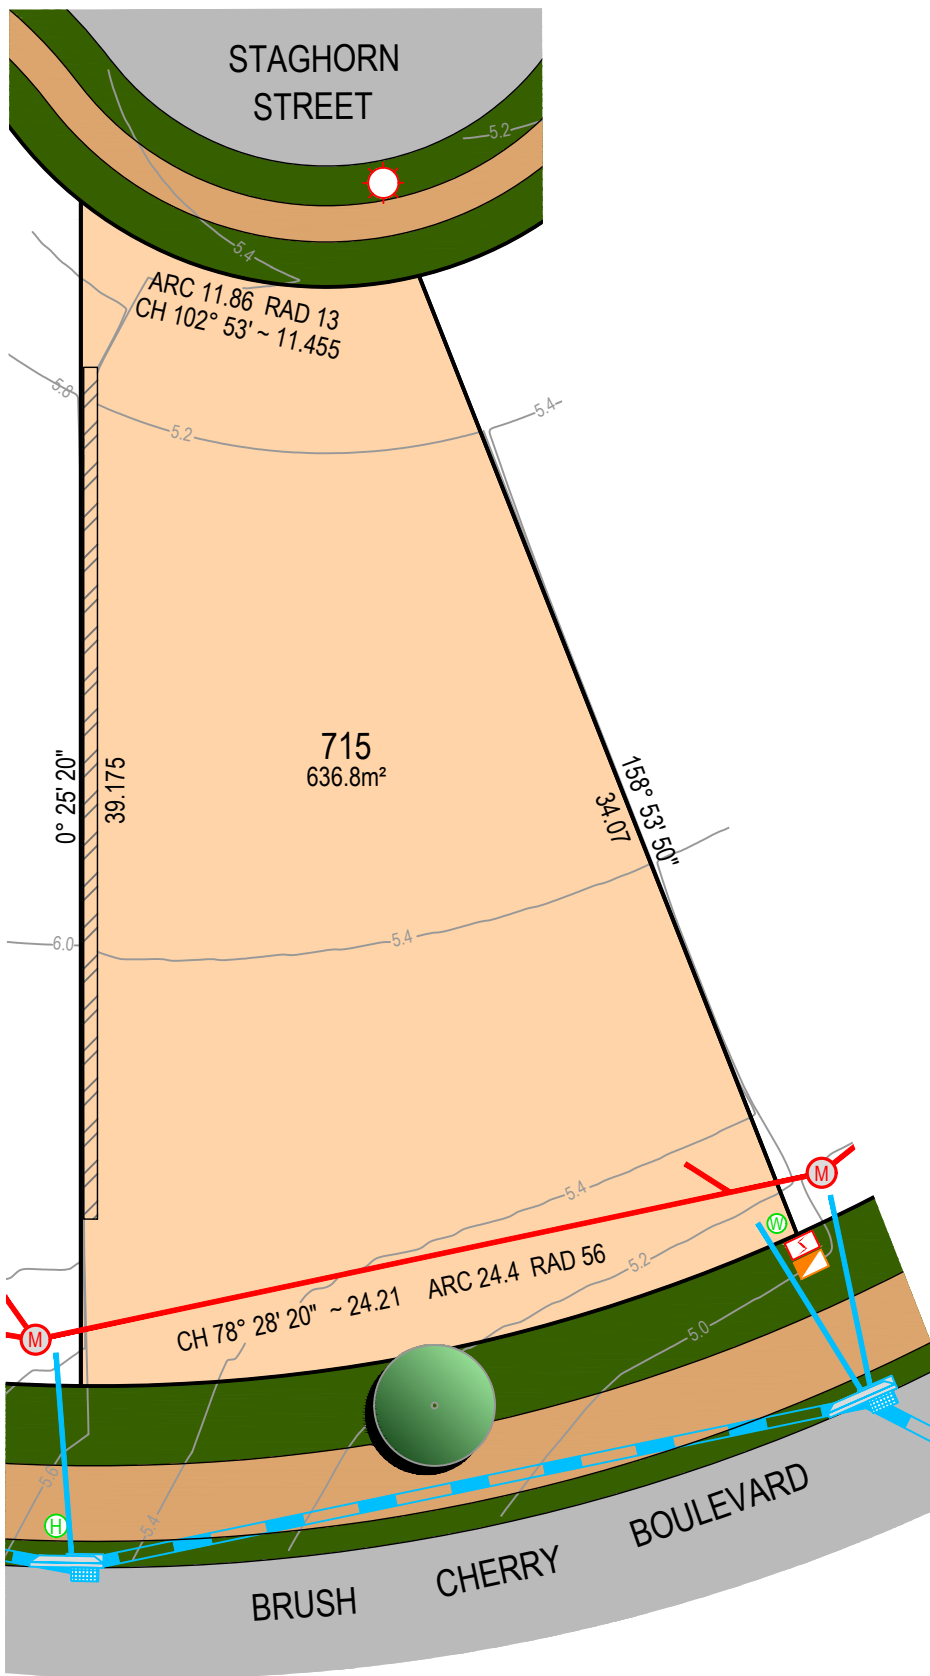 STAGHORN
STREET
5.2
5.4
ARC 11.86 RAD 13
CH 102° 53' ~ 11.455
5.8
5.2
5.4
715
636.8m²
0° 25' 20"
39.175
158° 53' 50"
34.07
6.0
5.4
5.4
M
W
5.2
CH 78° 28' 20" ~ 24.21 ARC 24.4 RAD 56
M
5.0
5.6
5.4
H
BRUSH CHERRY BOULEVARD